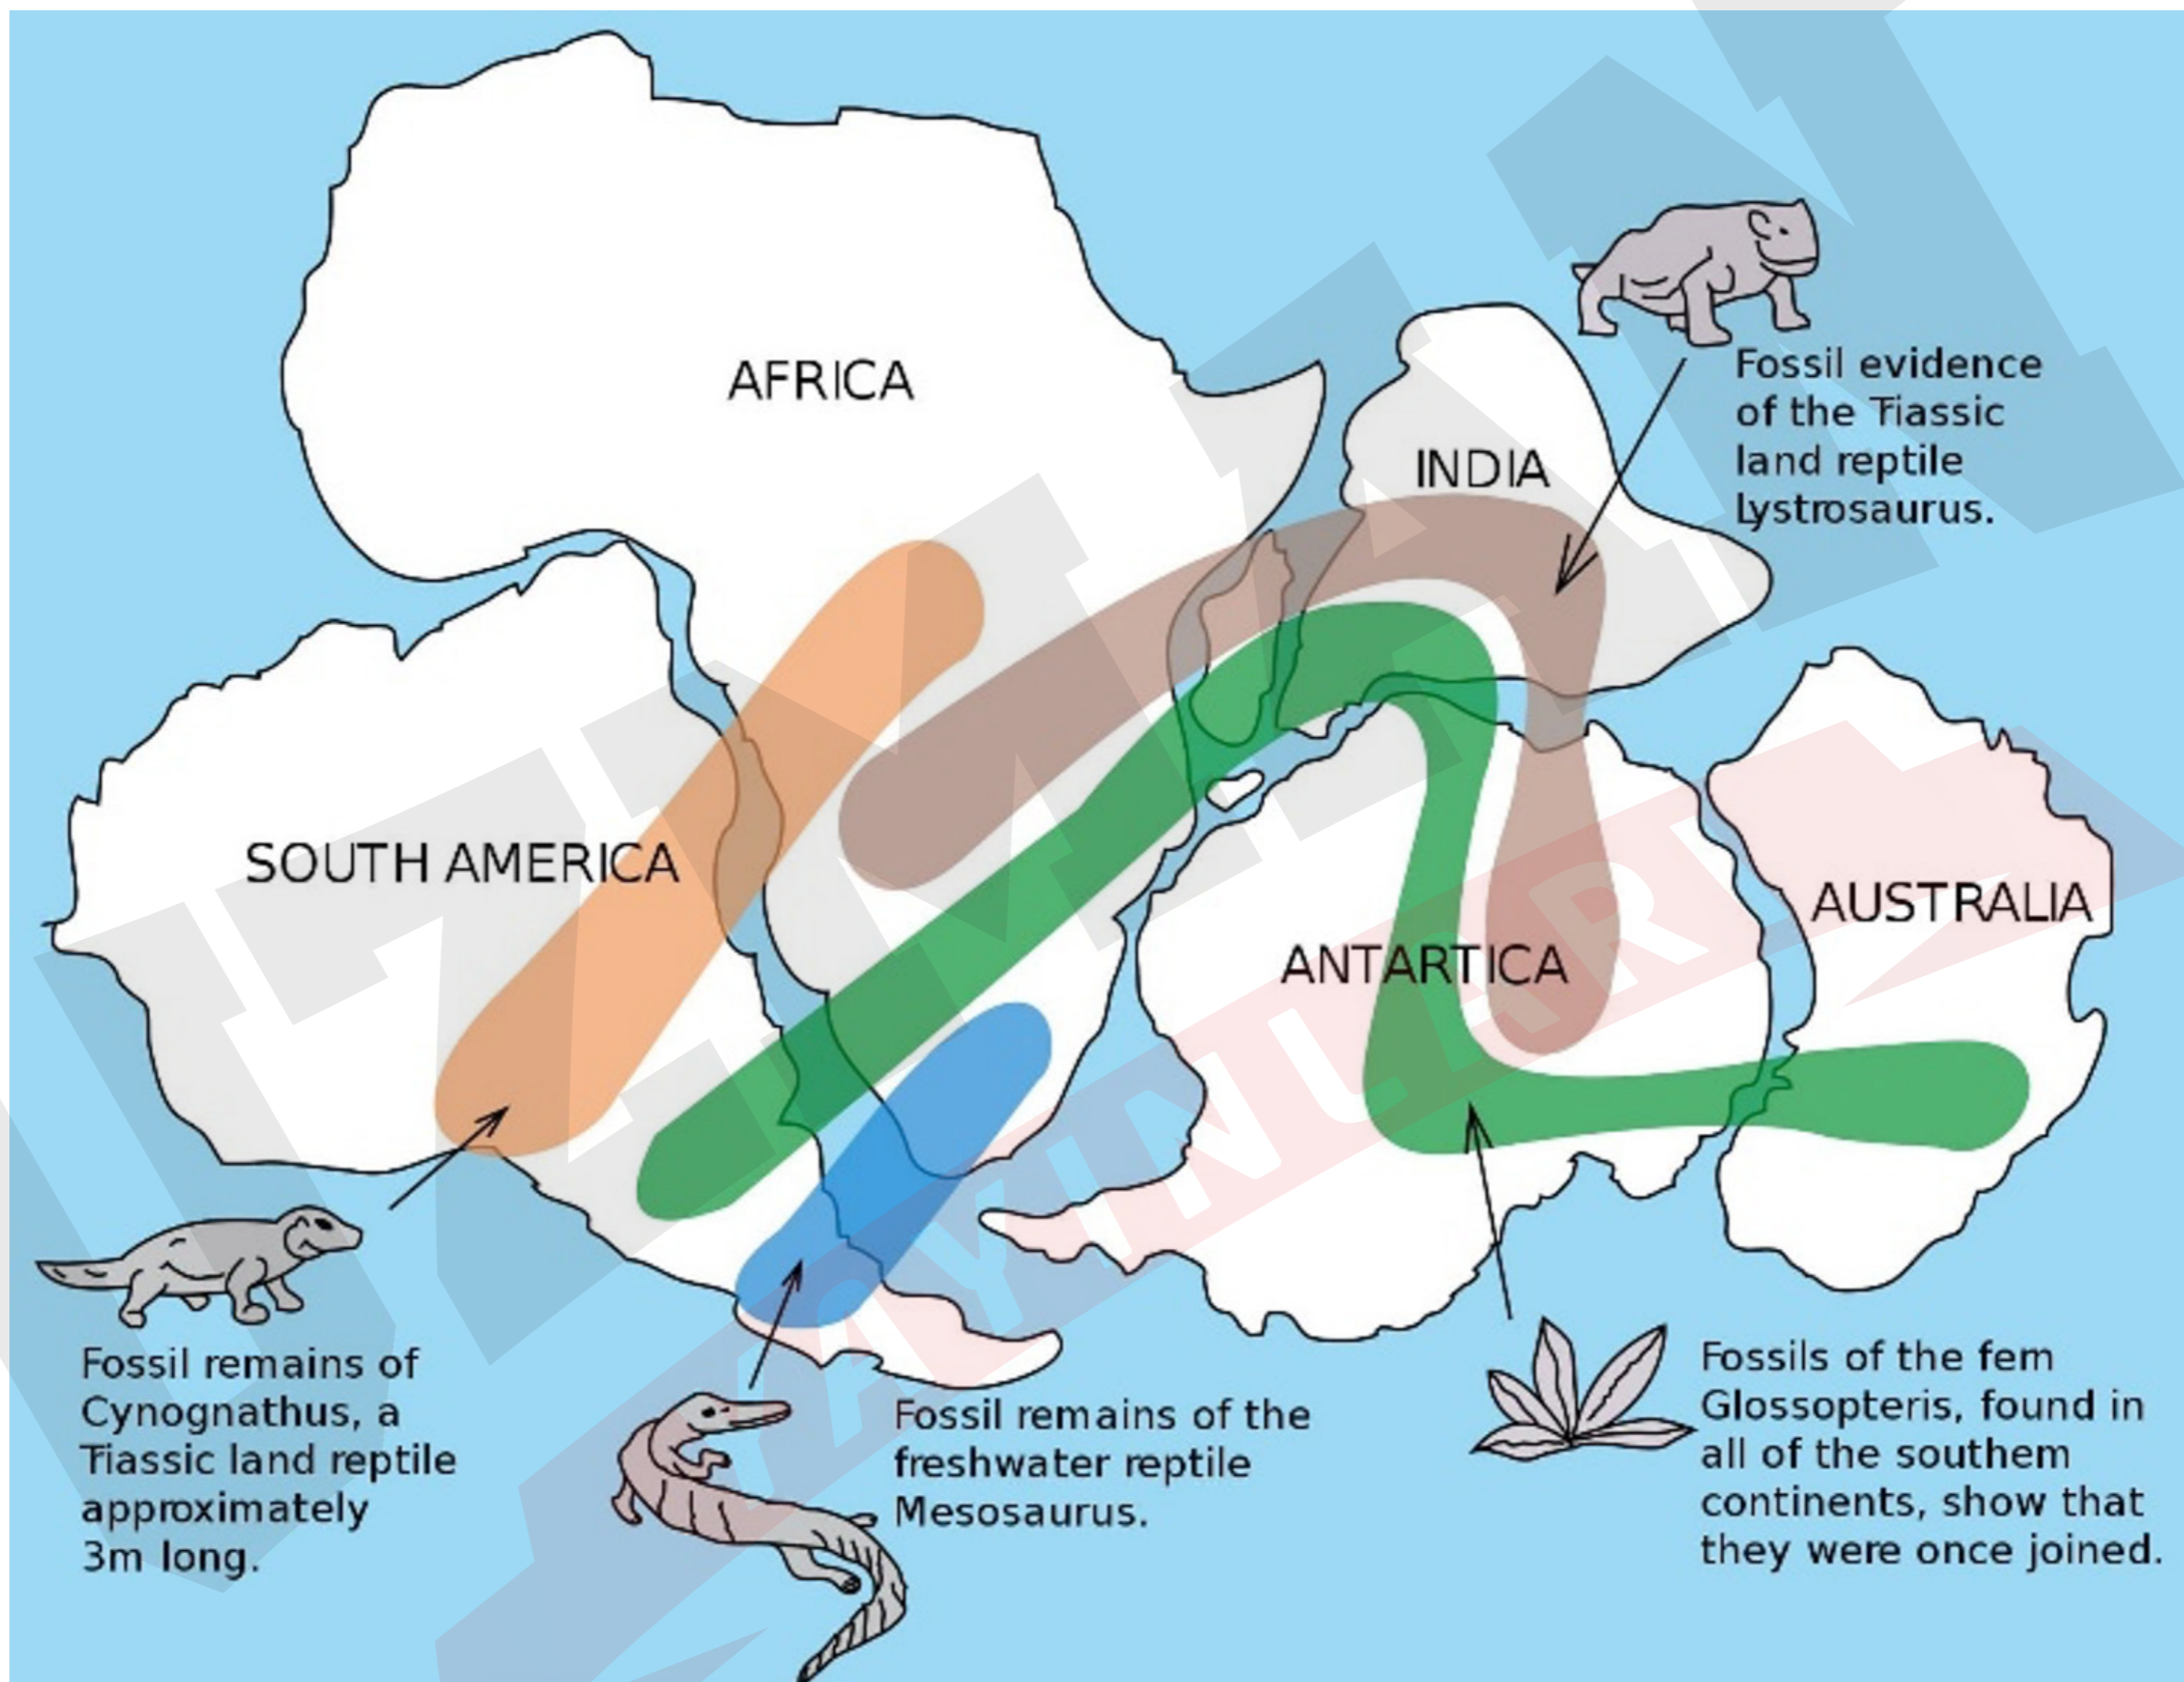 AFRICA
INDIA
Fossil evidence
of the Tiassic
land reptile
Lystrosaurus.
SOUTH AMERICA
AUSTRALIA
ANTARTICA
Fossil remains of
Cynognathus, a
Tiassic land reptile
approximately
3m long.
Fossil remains of the
freshwater reptile
Mesosaurus.
Fossils of the fem
Glossopteris, found in
all of the southem
continents, show that
they were once joined.
YAYINLARI